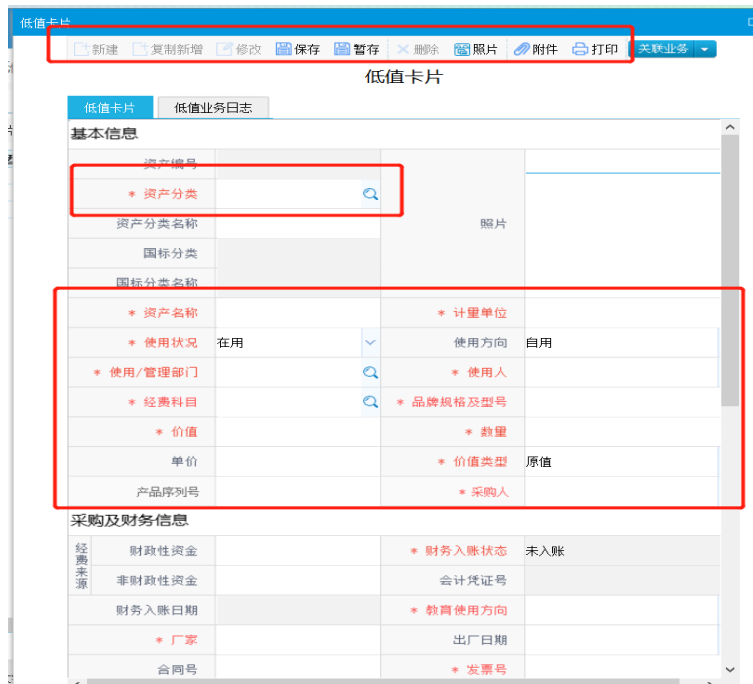 低值卡片
新建 复制新增 修改 保存 暂存 删除 照片 附件 打印 关联业务
低值卡片
低值卡片 低值业务日志
基本信息
资产编号
* 资产分类
资产分类名称 照片
国标分类
国标分类名称
* 资产名称 * 计量单位
* 使用状况 在用 使用方向 自用
* 使用/管理部门 * 使用人
* 经费科目 * 品牌规格及型号
* 价值 * 数量
单价 * 价值类型 原值
产品序列号 * 采购人
采购及财务信息
经费来源 财政性资金 * 财务入账状态 未入账
非财政性资金 会计凭证号
财务入账日期 * 教育使用方向
* 厂家 出厂日期
合同号 * 发票号